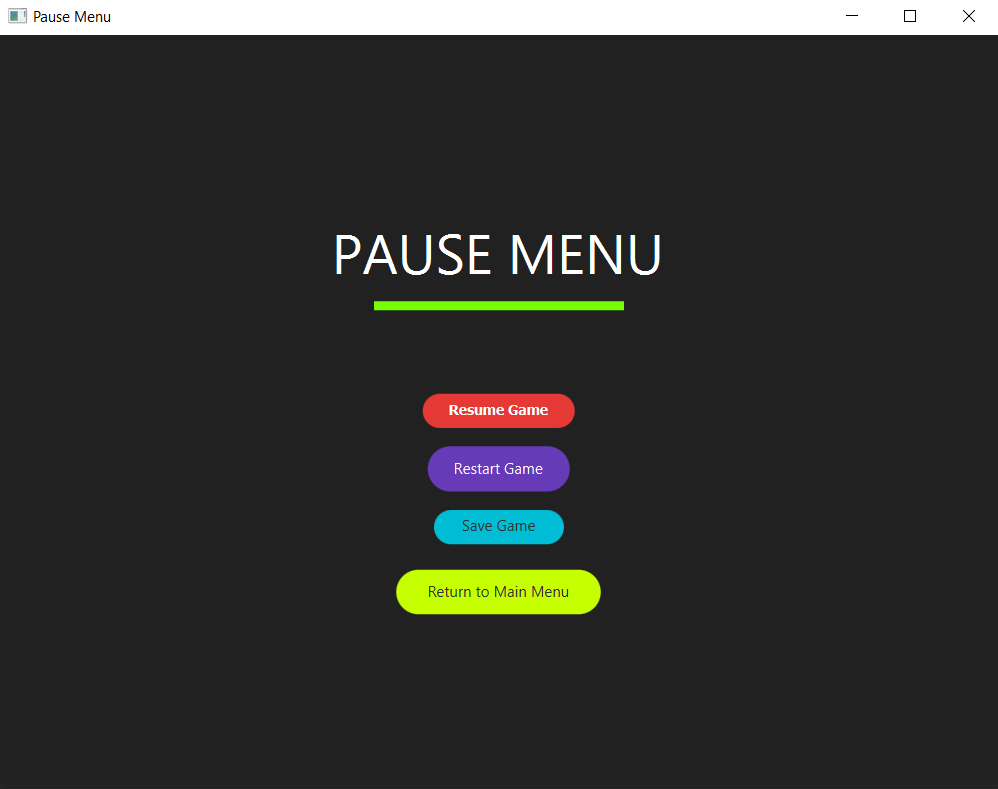 Pause Menu
PAUSE MENU
Resume Game
Restart Game
Save Game
Return to Main Menu